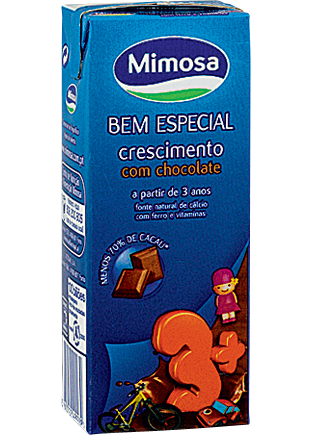 Mimosa
BEM ESPECIAL
crescimento
com chocolate
a partir de 3 anos
fonte natural de cálcio
com ferro e vitaminas
MENOS 70% DE CACAU*
3+